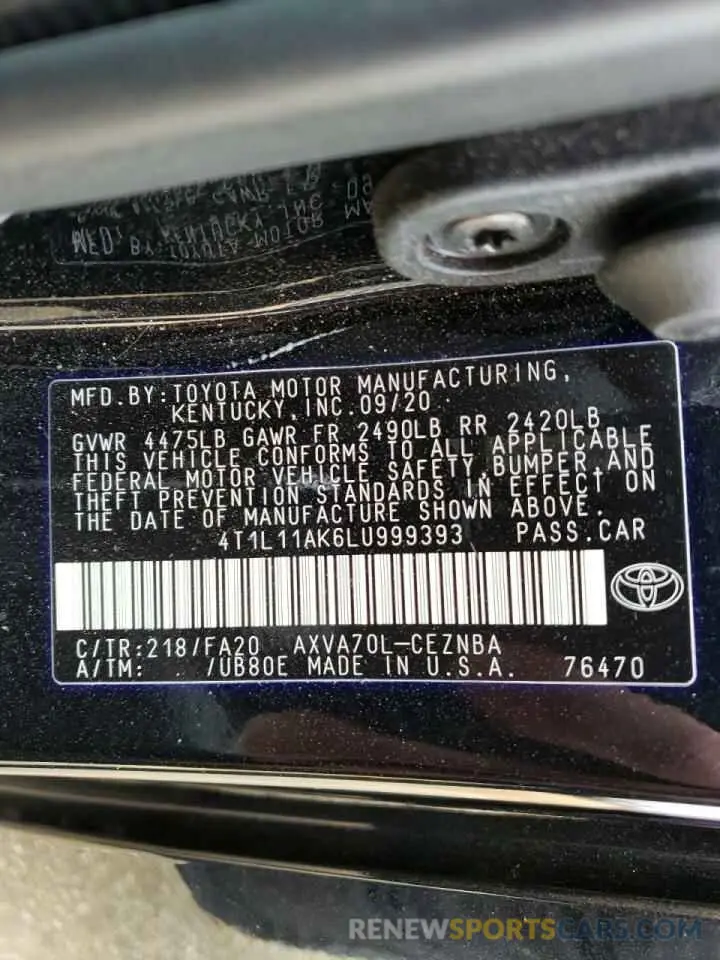 MFD. BY: TOYOTA MOTOR MANUFACTURING,
KENTUCKY, INC. 09/20
GVWR 4475LB GAWR FR 2490LB RR 2420LB
THIS VEHICLE CONFORMS TO ALL APPLICABLE
FEDERAL MOTOR VEHICLE SAFETY, BUMPER, AND
THEFT PREVENTION STANDARDS IN EFFECT ON
THE DATE OF MANUFACTURE SHOWN ABOVE.
4T1L11AK6LU999393 PASS. CAR
C/TR: 218/FA20 AXVA70L-CEZNBA
A/TM: /UB80E MADE IN U.S.A. 76470
RENEWSPORTSCARS.COM